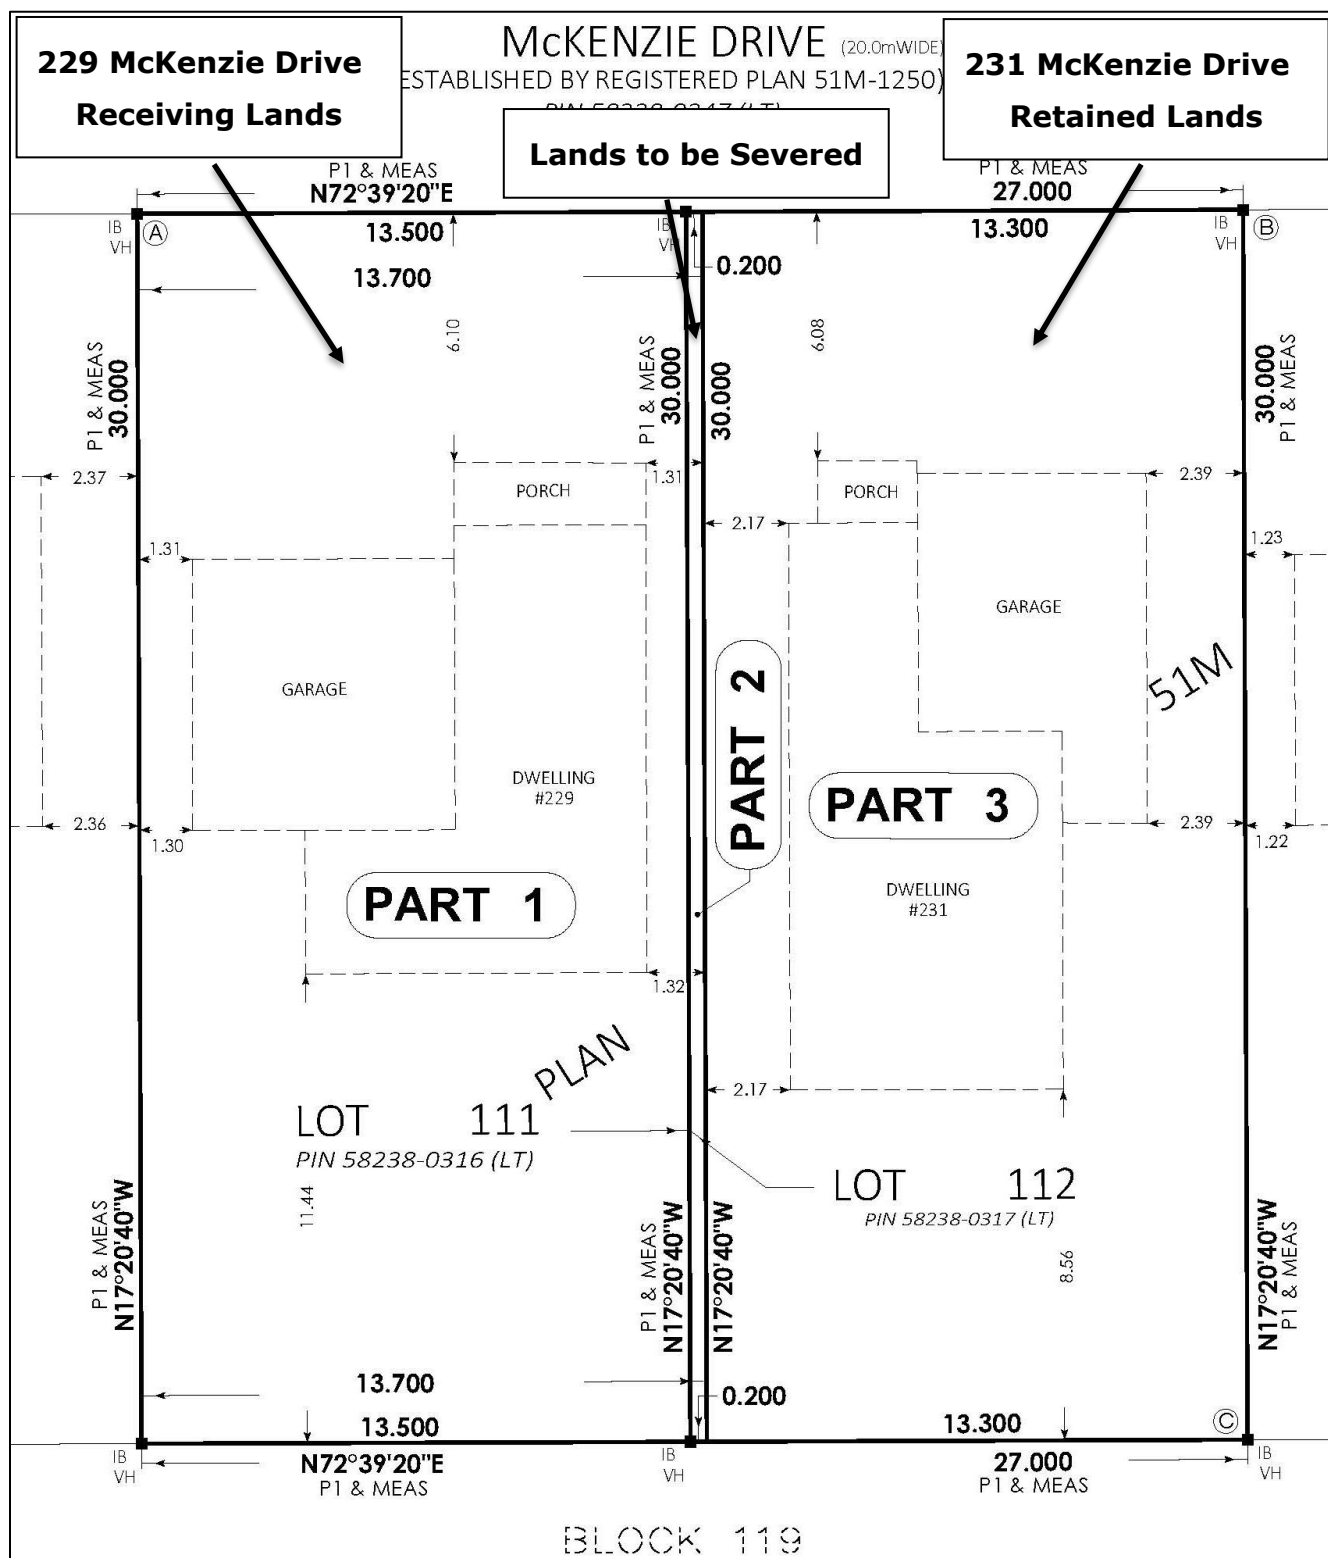 McKENZIE DRIVE (20.0mWIDE)
ESTABLISHED BY REGISTERED PLAN 51M-1250)
229 McKenzie Drive
Receiving Lands
Lands to be Severed
231 McKenzie Drive
Retained Lands
P1 & MEAS
N72°39'20"E
P1 & MEAS
27.000
IB
VH
A
13.500
IB
VH
13.300
IB
VH
B
13.700
0.200
6.10
6.08
P1 & MEAS
30.000
P1 & MEAS
30.000
30.000
30.000
P1 & MEAS
2.37
1.31
2.39
PORCH
PORCH
2.17
1.31
1.23
GARAGE
GARAGE
51M
PART 2
DWELLING
#229
PART 3
2.36
1.30
2.39
1.22
PART 1
DWELLING
#231
1.32
PLAN
2.17
LOT 111
PIN 58238-0316 (LT)
LOT 112
PIN 58238-0317 (LT)
11.44
8.56
P1 & MEAS
N17°20'40"W
P1 & MEAS
N17°20'40"W
N17°20'40"W
N17°20'40"W
P1 & MEAS
13.700
0.200
13.500
13.300
C
IB
VH
N72°39'20"E
P1 & MEAS
IB
VH
27.000
P1 & MEAS
IB
VH
BLOCK 119